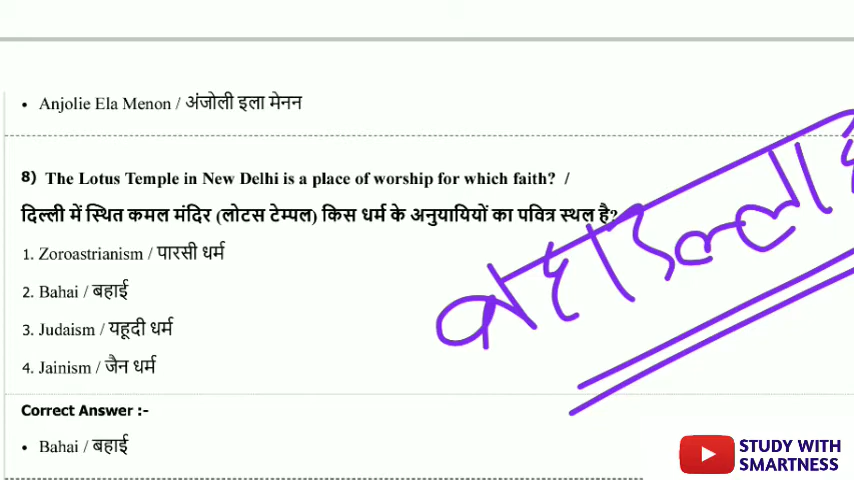 • Anjolie Ela Menon / अंजोली इला मेनन
8) The Lotus Temple in New Delhi is a place of worship for which faith? /
दिल्ली में स्थित कमल मंदिर (लोटस टेम्पल) किस धर्म के अनुयायियों का पवित्र स्थल है?
1. Zoroastrianism / पारसी धर्म
2. Bahai / बहाई
3. Judaism / यहूदी धर्म
4. Jainism / जैन धर्म
Correct Answer :-
• Bahai / बहाई
STUDY WITH
SMARTNESS